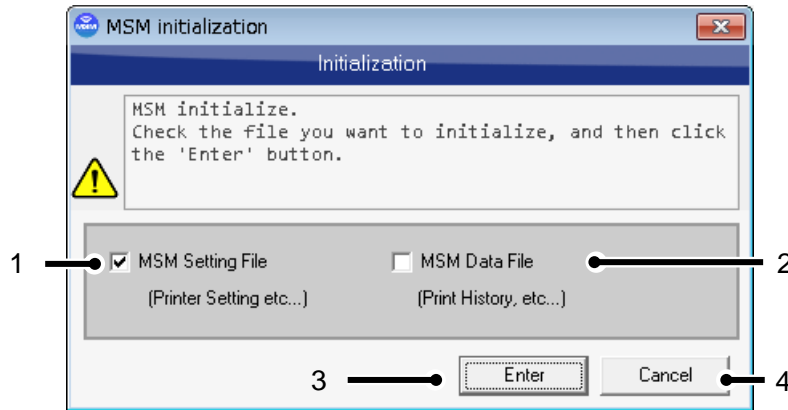 MSM initialization
Initialization
MSM initialize.
Check the file you want to initialize, and then click
the 'Enter' button.
1
MSM Setting File
MSM Data File
2
(Printer Setting etc...)
(Print History, etc...)
3
Enter
Cancel
4